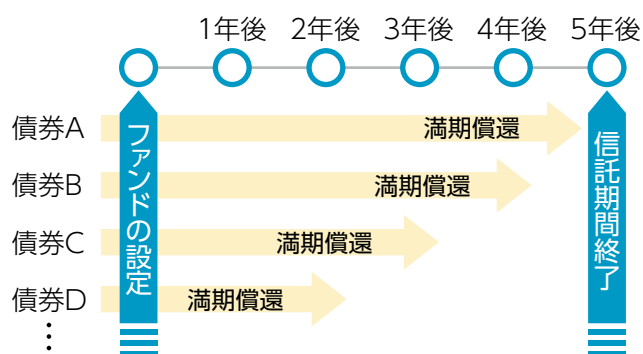 1年後 2年後 3年後 4年後 5年後
債券A 満期償還
債券B 満期償還
債券C 満期償還
債券D 満期償還
⋮
ファンドの設定
信託期間終了